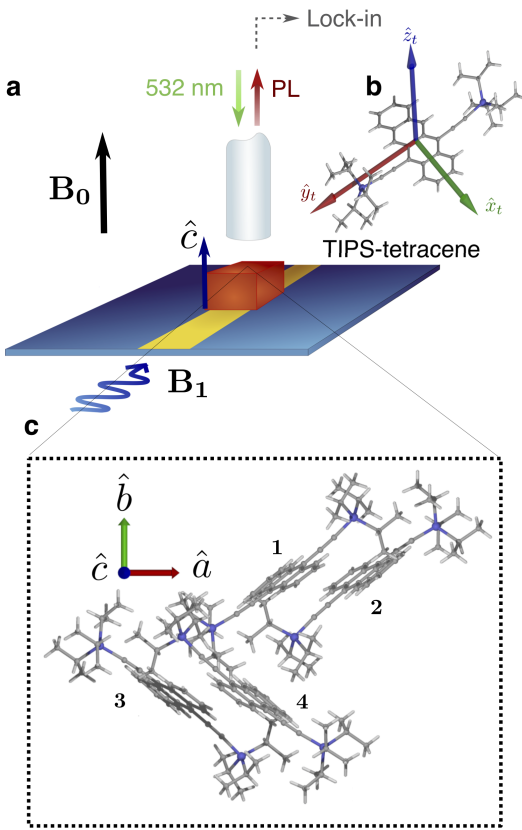 Lock-in
a
532 nm
PL
b
ẑₜ
B₀
ŷₜ
x̂ₜ
ĉ
TIPS-tetracene
B₁
c
b̂
ĉ
â
1
2
3
4